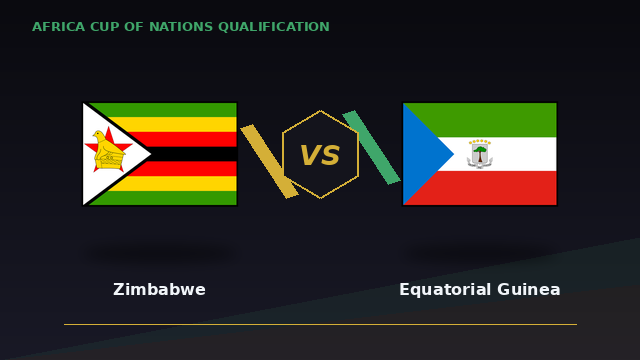 AFRICA CUP OF NATIONS QUALIFICATION
VS
Zimbabwe
Equatorial Guinea